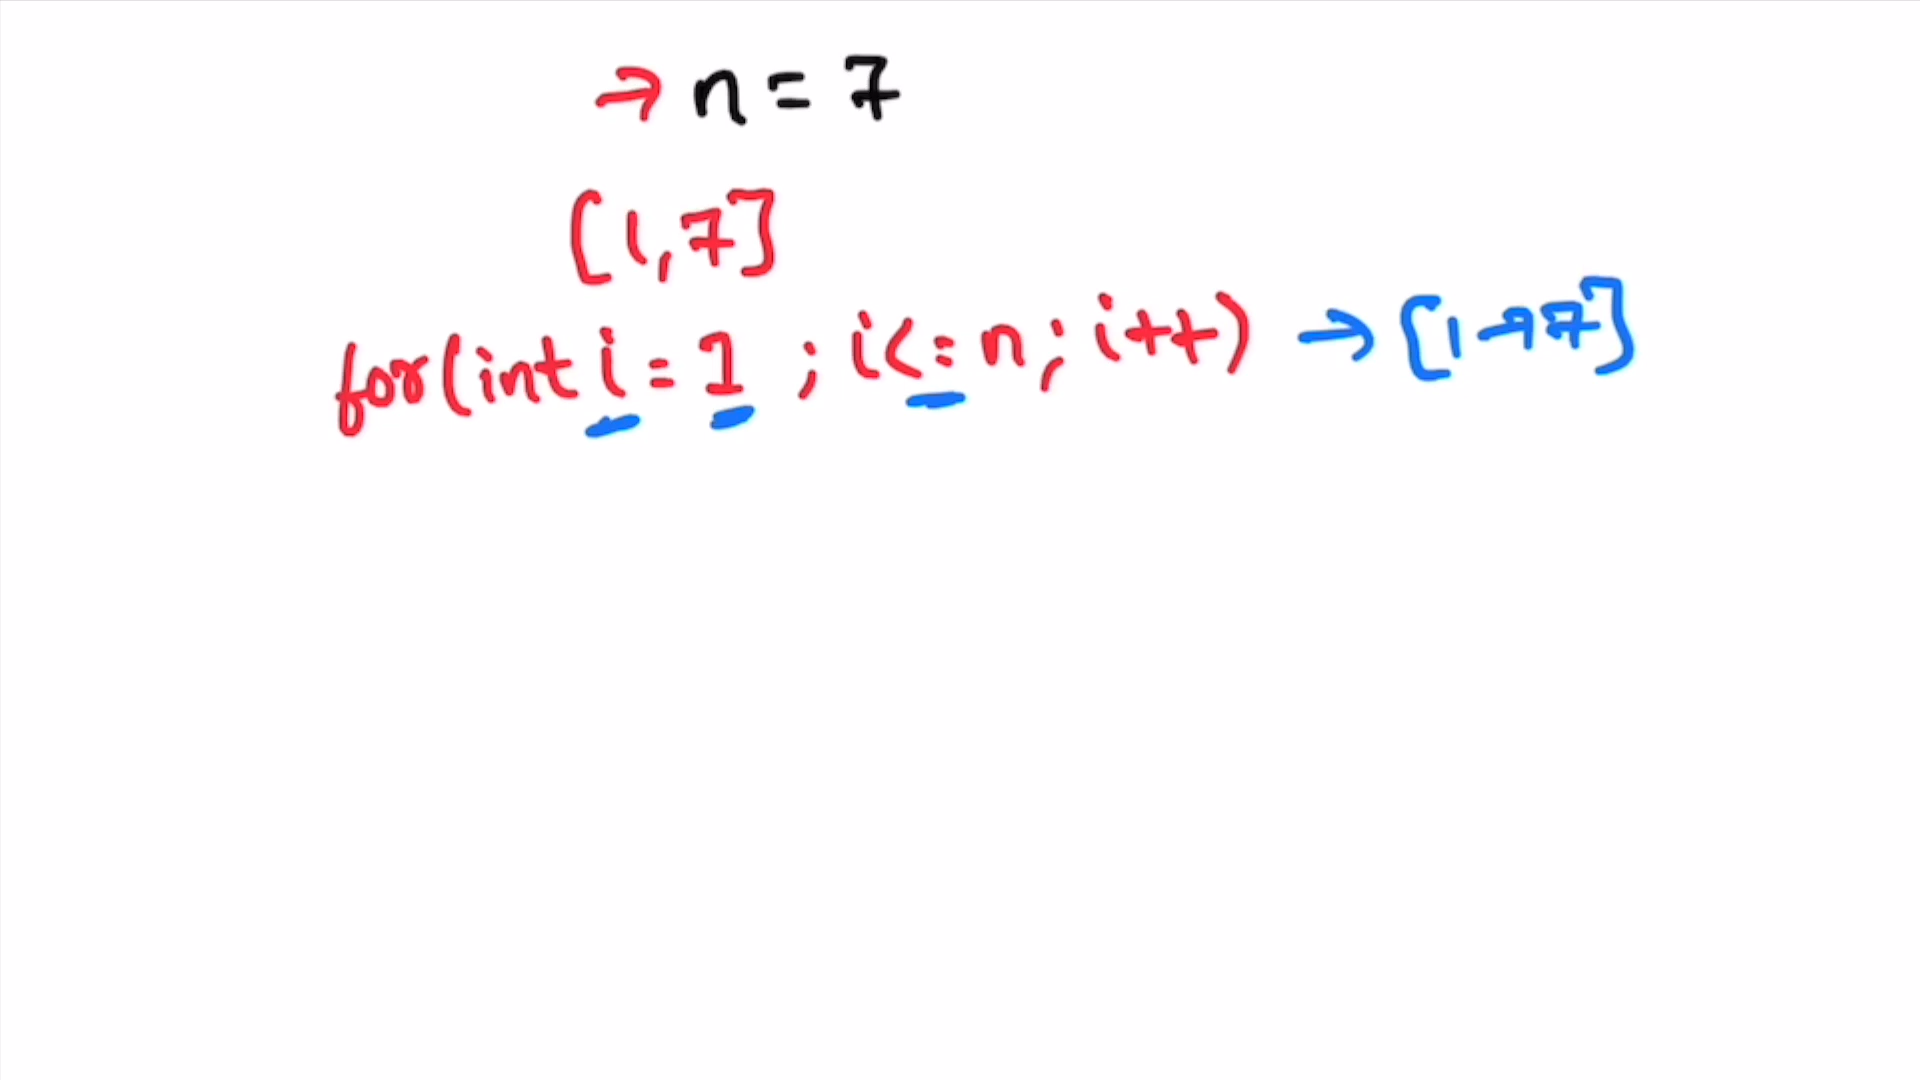 → n = 7
[1,7]
for(int i = 1 ; i<=n; i++) → [1→7]